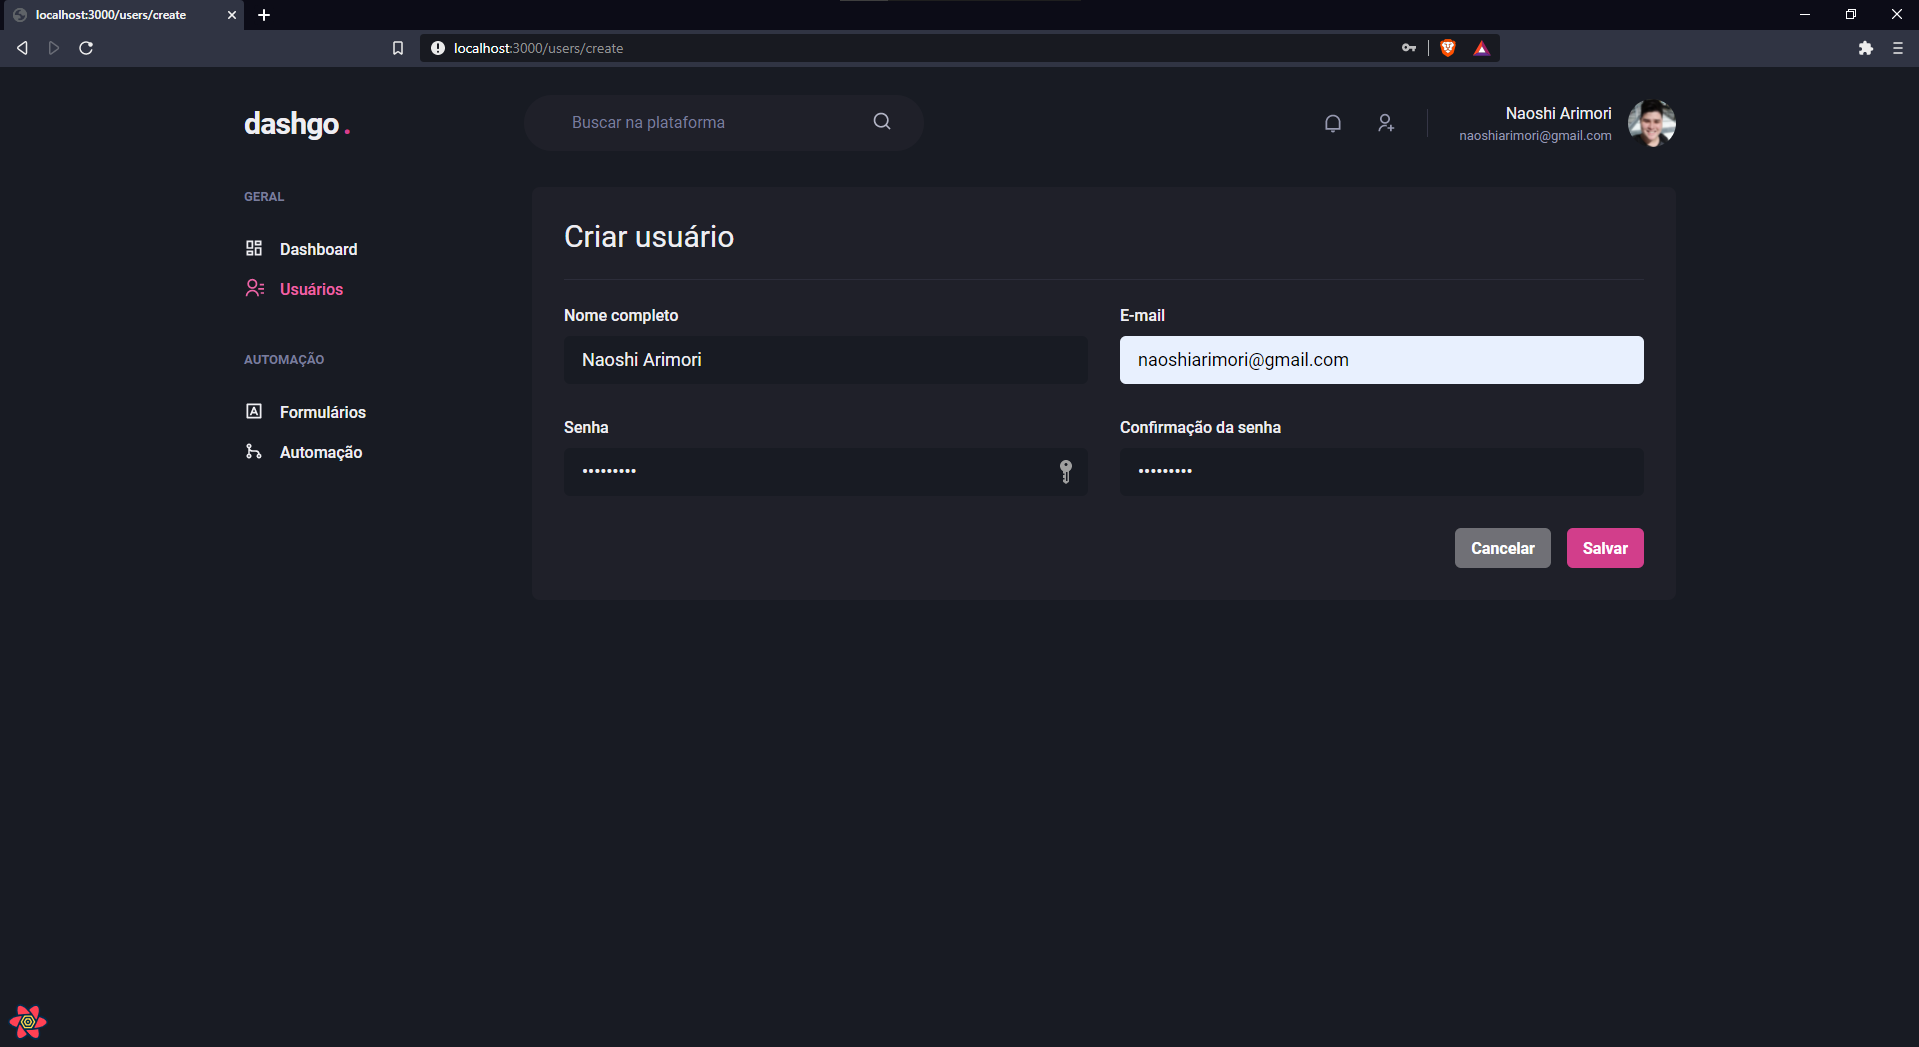 localhost:3000/users/create
localhost:3000/users/create
dashgo.
Buscar na plataforma
Naoshi Arimori
naoshiarimori@gmail.com
GERAL
Dashboard
Usuários
AUTOMAÇÃO
Formulários
Automação
Criar usuário
Nome completo
E-mail
Naoshi Arimori
naoshiarimori@gmail.com
Senha
Confirmação da senha
•••••••••
•••••••••
Cancelar
Salvar